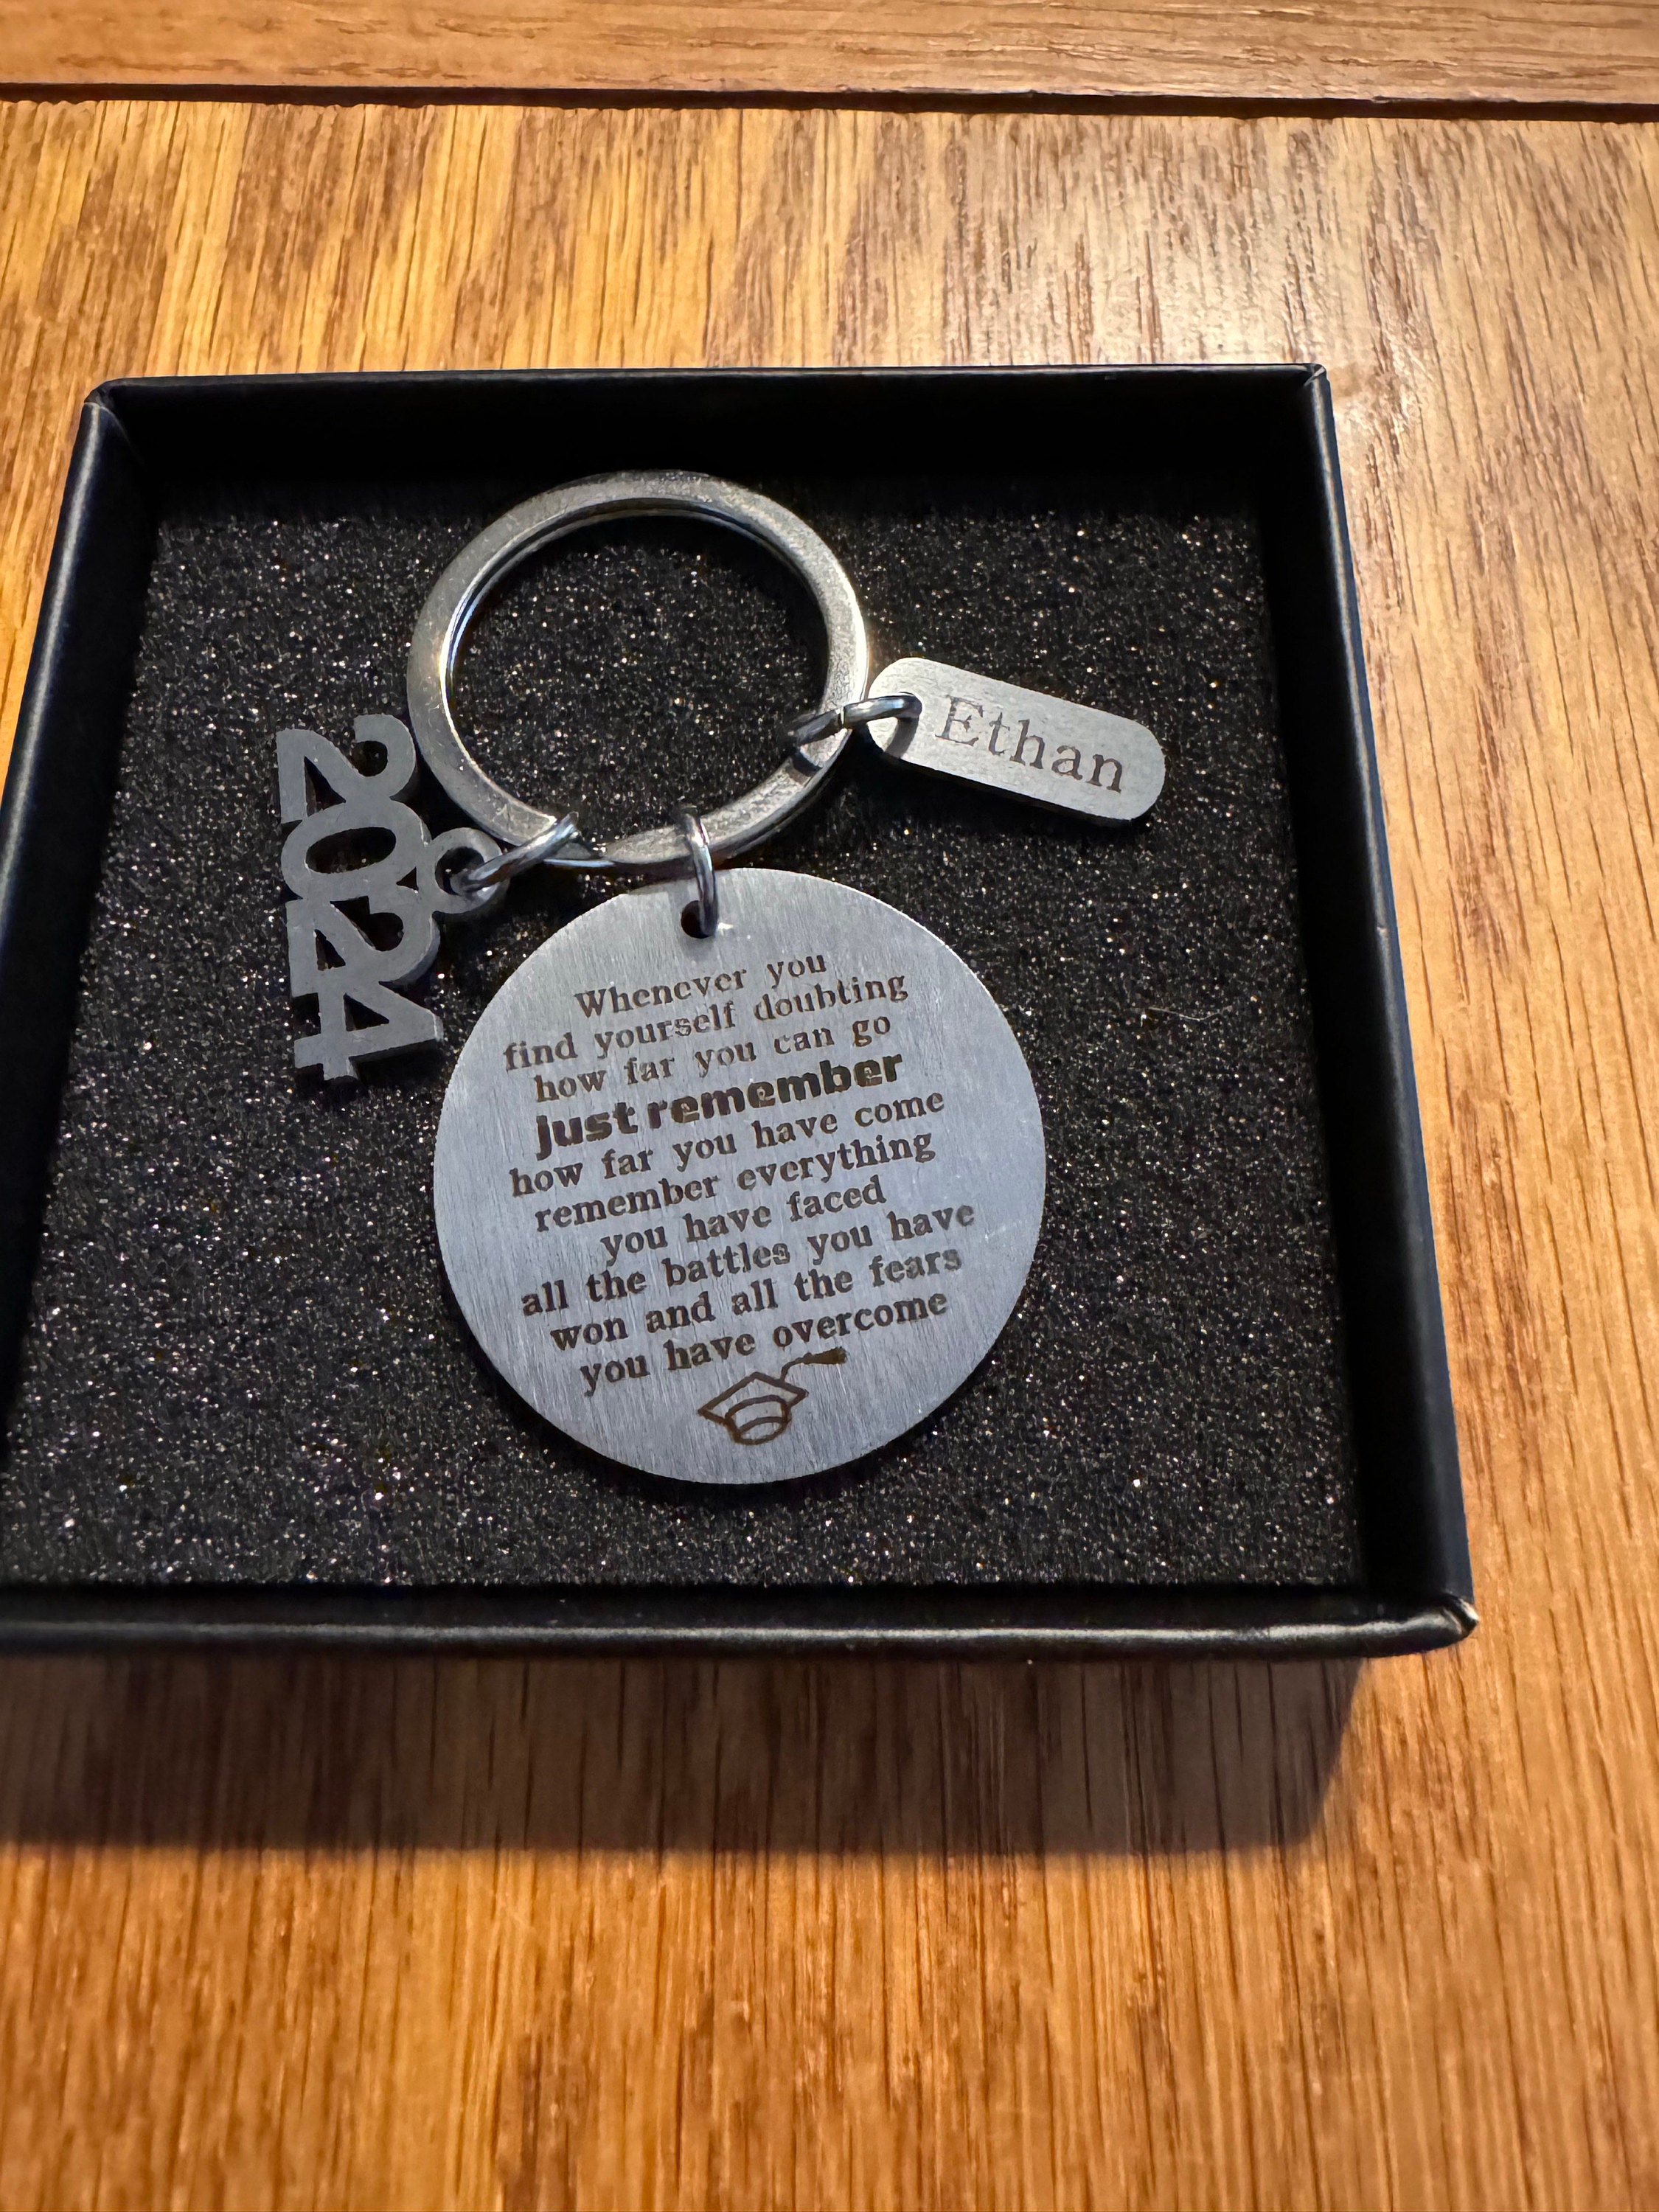 Ethan
2024
Whenever you
find yourself doubting
how far you can go
just remember
how far you have come
remember everything
you have faced
all the battles you have
won and all the fears
you have overcome